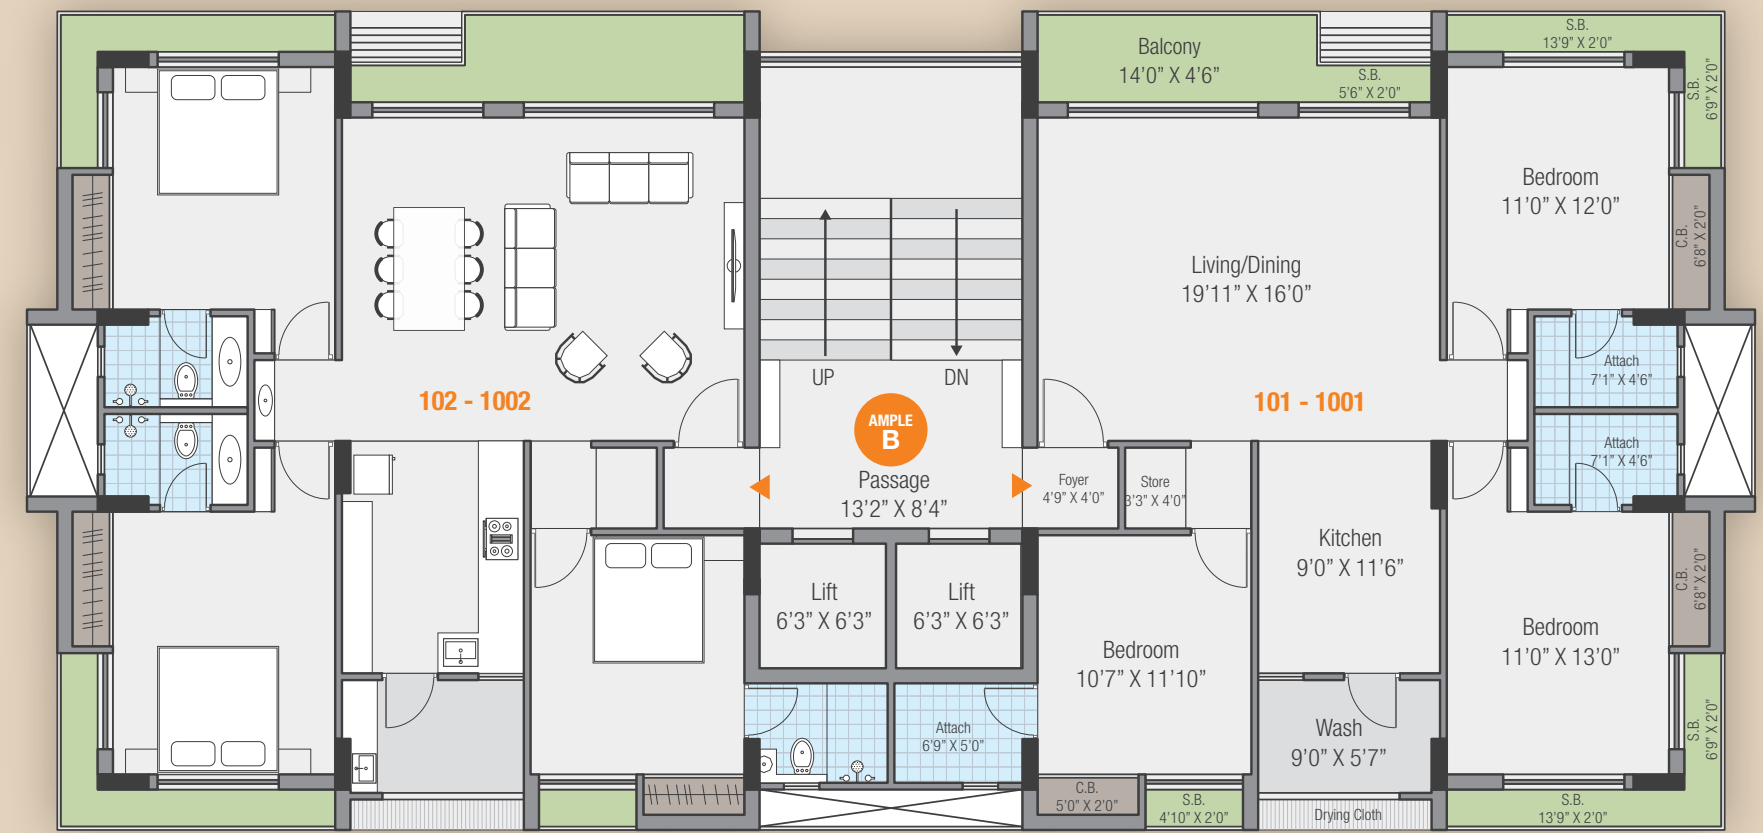 S.B.
13'9” X 2'0”
Balcony
14'0” X 4'6”
S.B.
5'6” X 2'0”
S.B.
6'9” X 2'0”
Bedroom
11'0” X 12'0”
C.B.
6'8” X 2'0”
Living/Dining
19'11” X 16'0”
Attach
7'1” X 4'6”
UP
DN
102 - 1002
101 - 1001
AMPLE
B
Attach
7'1” X 4'6”
Passage
13'2” X 8'4”
Foyer
4'9” X 4'0”
Store
3'3” X 4'0”
Kitchen
9'0” X 11'6”
Lift
6'3” X 6'3”
Lift
6'3” X 6'3”
C.B.
6'8” X 2'0”
Bedroom
11'0” X 13'0”
Bedroom
10'7” X 11'10”
Attach
6'9” X 5'0”
Wash
9'0” X 5'7”
S.B.
6'9” X 2'0”
C.B.
5'0” X 2'0”
S.B.
4'10” X 2'0”
Drying Cloth
S.B.
13'9” X 2'0”